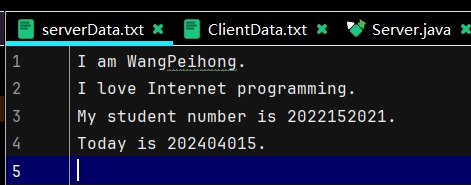 serverData.txt ClientData.txt Server.java
1 I am WangPeihong.
2 I love Internet programming.
3 My student number is 2022152021.
4 Today is 202404015.
5